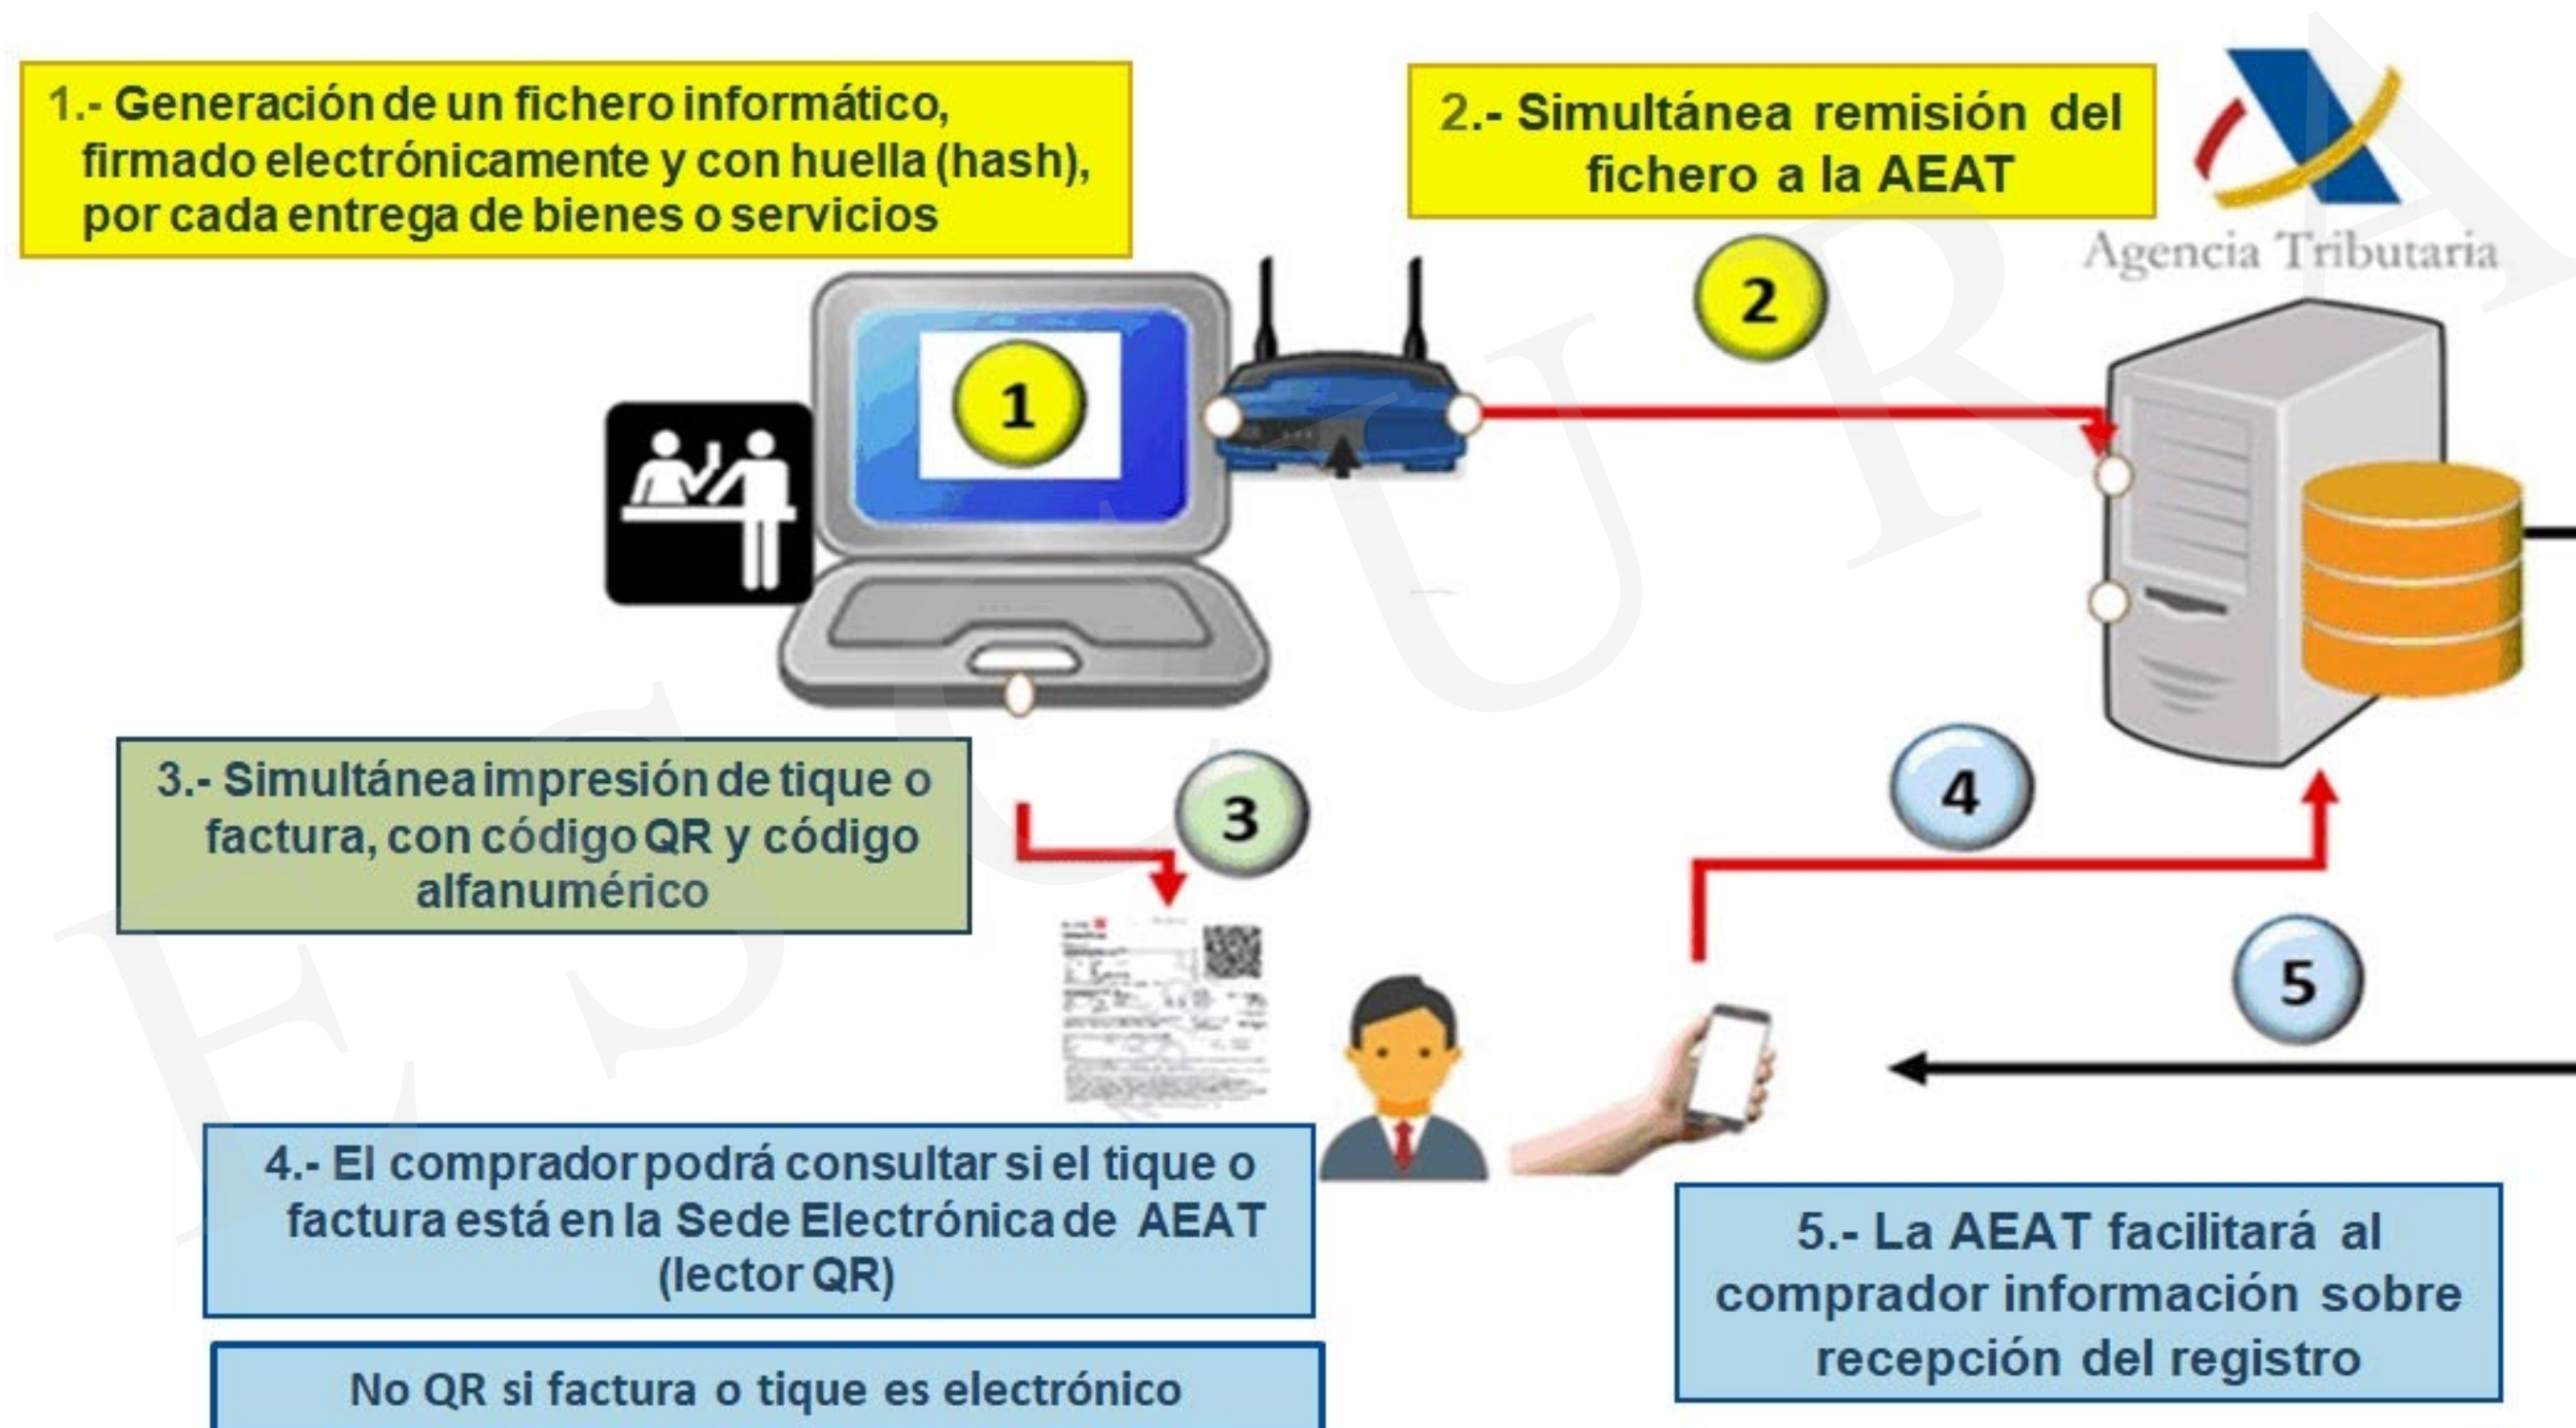 1.- Generación de un fichero informático,
firmado electrónicamente y con huella (hash),
por cada entrega de bienes o servicios
2.- Simultánea remisión del
fichero a la AEAT
Agencia Tributaria
2
1
3.- Simultánea impresión de tique o
factura, con código QR y código
alfanumérico
3
4
5
4.- El comprador podrá consultar si el tique o
factura está en la Sede Electrónica de AEAT
(lector QR)
5.- La AEAT facilitará al
comprador información sobre
recepción del registro
No QR si factura o tique es electrónico
ESCURA